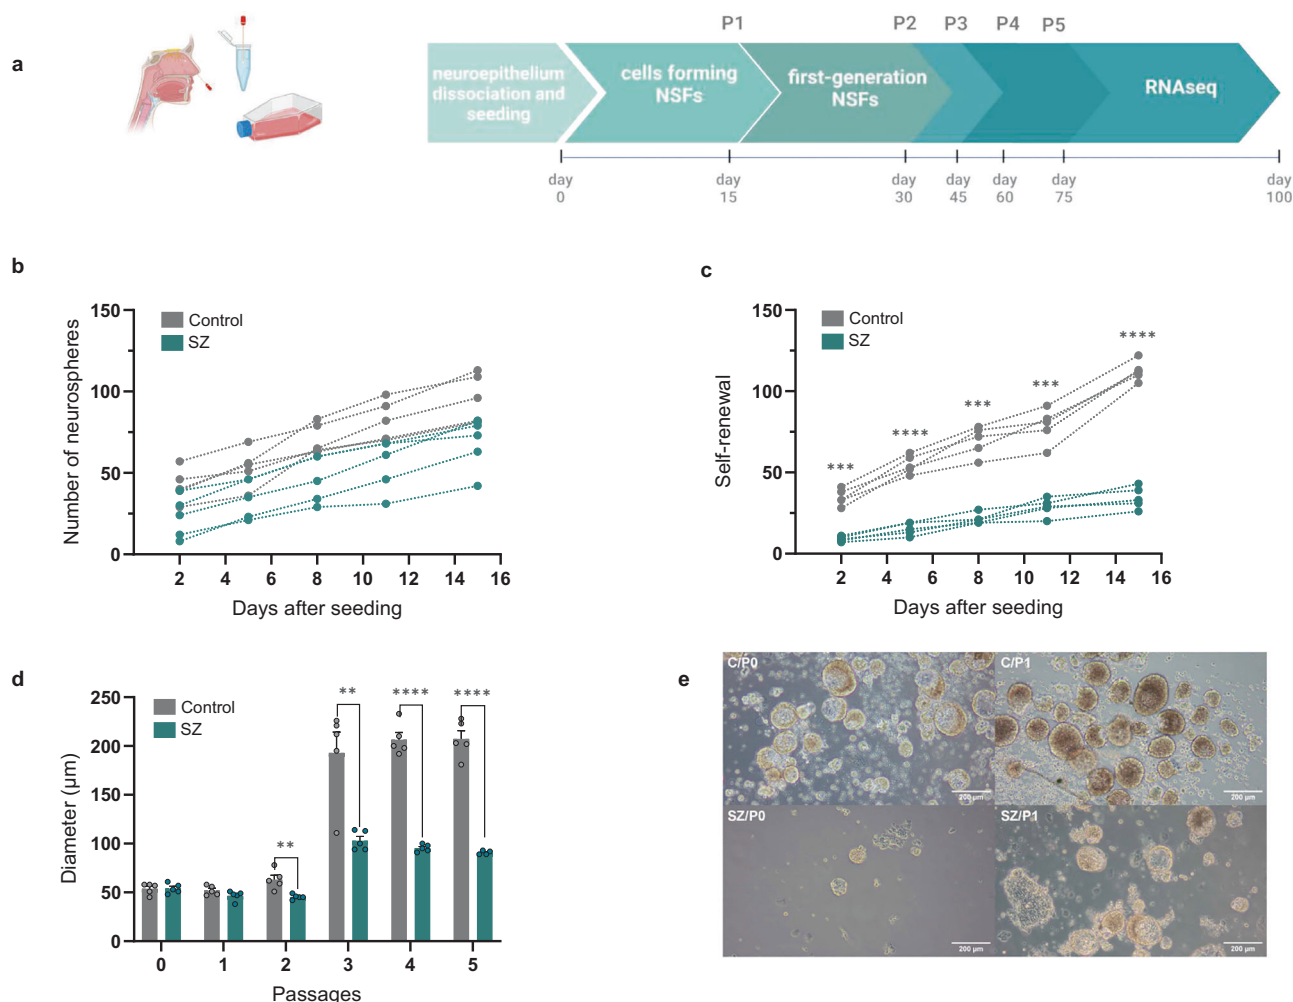 a
P1 P2 P3 P4 P5
neuroepithelium
dissociation and
seeding
cells forming
NSFs
first-generation
NSFs
RNAseq
day
0
day
15
day
30
day
45
day
60
day
75
day
100
b
Number of neurospheres
150
100
50
0
Control
SZ
2 4 6 8 10 12 14 16
Days after seeding
c
Self-renewal
150
100
50
0
Control
SZ
*** **** *** *** ****
2 4 6 8 10 12 14 16
Days after seeding
d
Diameter (µm)
250
200
150
100
50
0
Control
SZ
** ** **** ****
0 1 2 3 4 5
Passages
e
C/P0
200 µm
C/P1
200 µm
SZ/P0
200 µm
SZ/P1
200 µm